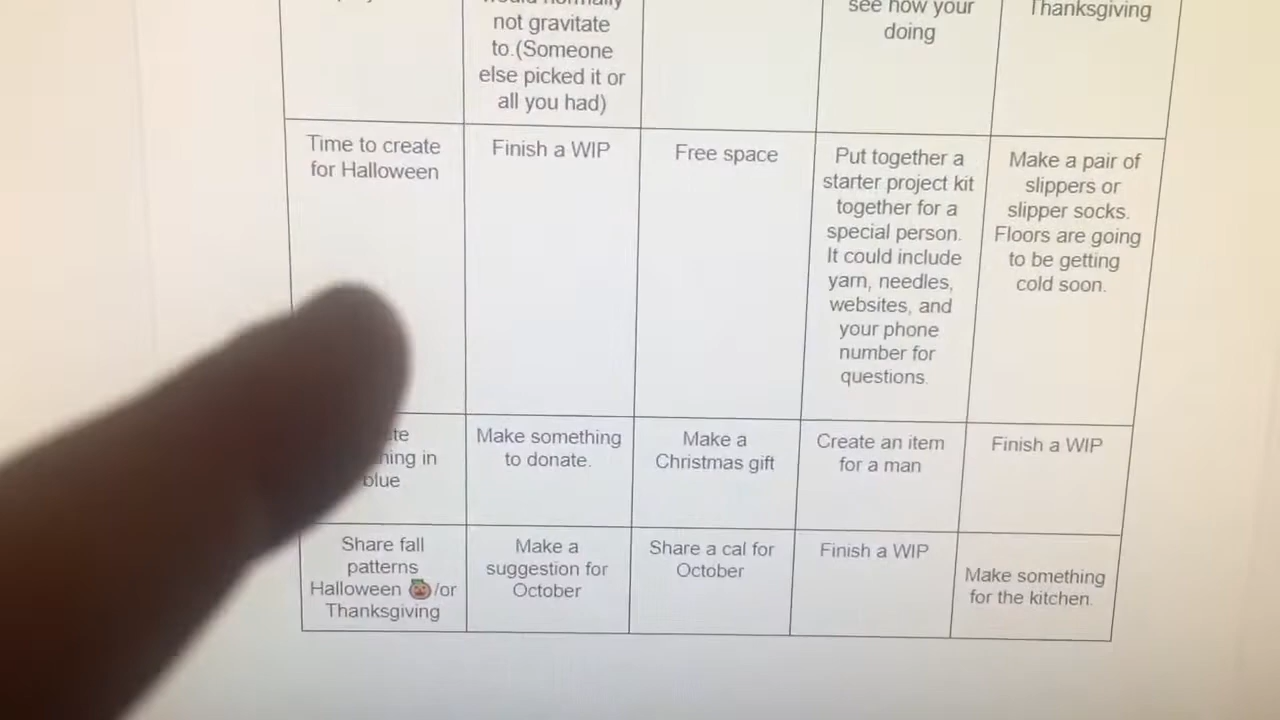 not gravitate
to.(Someone
else picked it or
all you had)
see how your
doing
Thanksgiving
Time to create
for Halloween
Finish a WIP
Free space
Put together a
starter project kit
together for a
special person.
It could include
yarn, needles,
websites, and
your phone
number for
questions.
Make a pair of
slippers or
slipper socks.
Floors are going
to be getting
cold soon.
in
blue
Make something
to donate.
Make a
Christmas gift
Create an item
for a man
Finish a WIP
Share fall
patterns
Halloween 🎃/or
Thanksgiving
Make a
suggestion for
October
Share a cal for
October
Finish a WIP
Make something
for the kitchen.